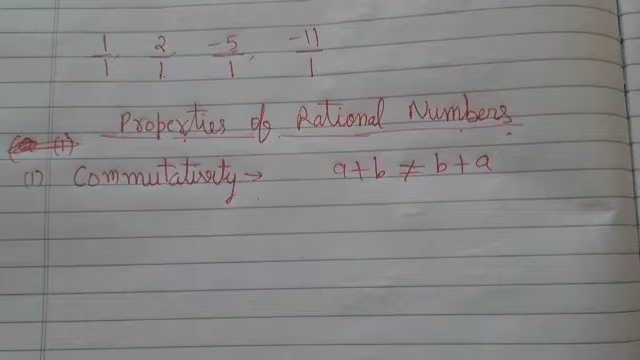 1/1, 2/1, -5/1, -11/1
Properties of Rational Numbers
(1) Commutativity → a+b ≠ b+a